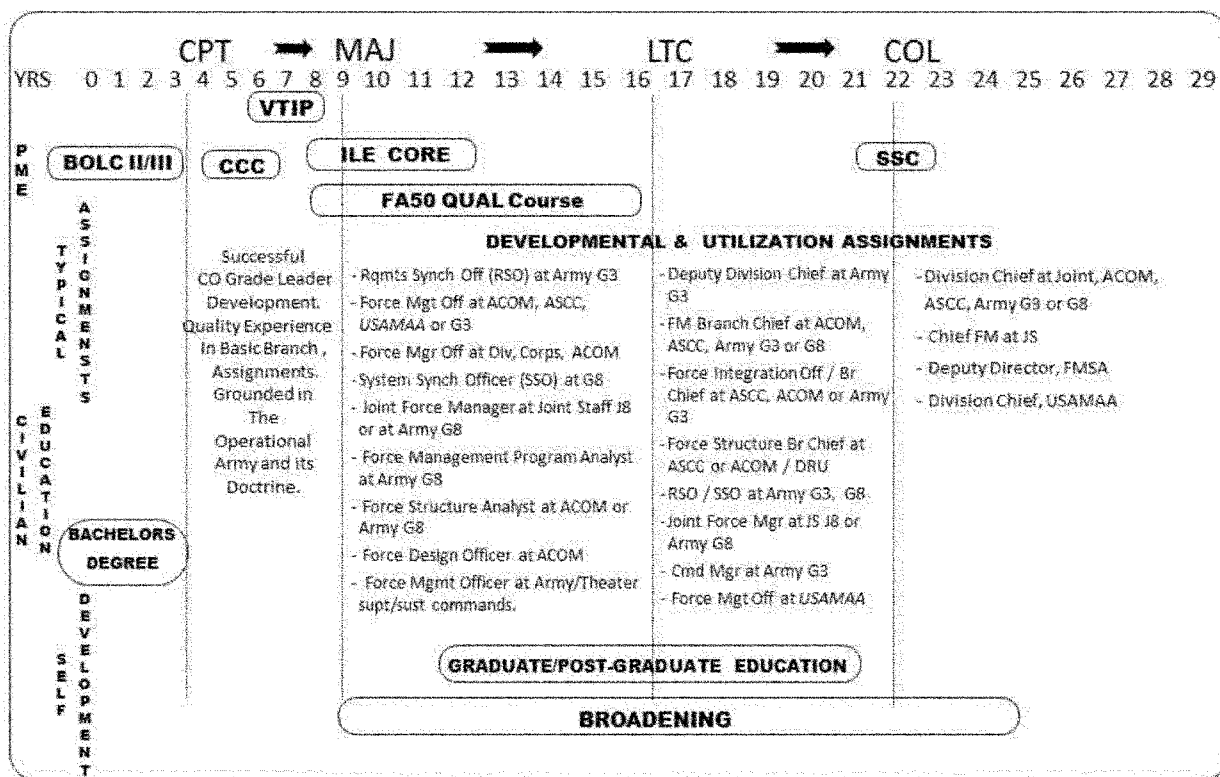 CPT MAJ LTC COL
YRS 0 1 2 3 4 5 6 7 8 9 10 11 12 13 14 15 16 17 18 19 20 21 22 23 24 25 26 27 28 29
VTIP
PME
BOLC II/III
CCC
ILE CORE
SSC
FA50 QUAL Course
TYPICAL
ASSIGNMENSTS
DEVELOPMENTAL & UTILIZATION ASSIGNMENTS
Successful
CO Grade Leader
Development.
Quality Experience
In Basic Branch ,
Assignments.
Grounded in
The
Operational
Army and its
Doctrine.
- Rqmts Synch Off (RSO) at Army G3
- Force Mgt Off at ACOM, ASCC,
USAMAA or G3
- Force Mgr Off at Div, Corps, ACOM
- System Synch Officer (SSO) at G8
- Joint Force Manager at Joint Staff J8
or at Army G8
- Force Management Program Analyst
at Army G8
- Force Structure Analyst at ACOM or
Army G8
- Force Design Officer at ACOM
- Force Mgmt Officer at Army/Theater
supt/sust commands.
- Deputy Division Chief at Army
G3
- FM Branch Chief at ACOM,
ASCC, Army G3 or G8
- Force Integration Off / Br
Chief at ASCC, ACOM or Army
G3
- Force Structure Br Chief at
ASCC or ACOM / DRU
- RSO / SSO at Army G3, G8
- Joint Force Mgr at JS J8 or
Army G8
- Cmd Mgr at Army G3
- Force Mgt Off at USAMAA
- Division Chief at Joint, ACOM,
ASCC, Army G3 or G8
- Chief FM at JS
- Deputy Director, FMSA
- Division Chief, USAMAA
CIVILIAN
EDUCATION
BACHELORS
DEGREE
SELF
DEVELOPMENT
GRADUATE/POST-GRADUATE EDUCATION
BROADENING